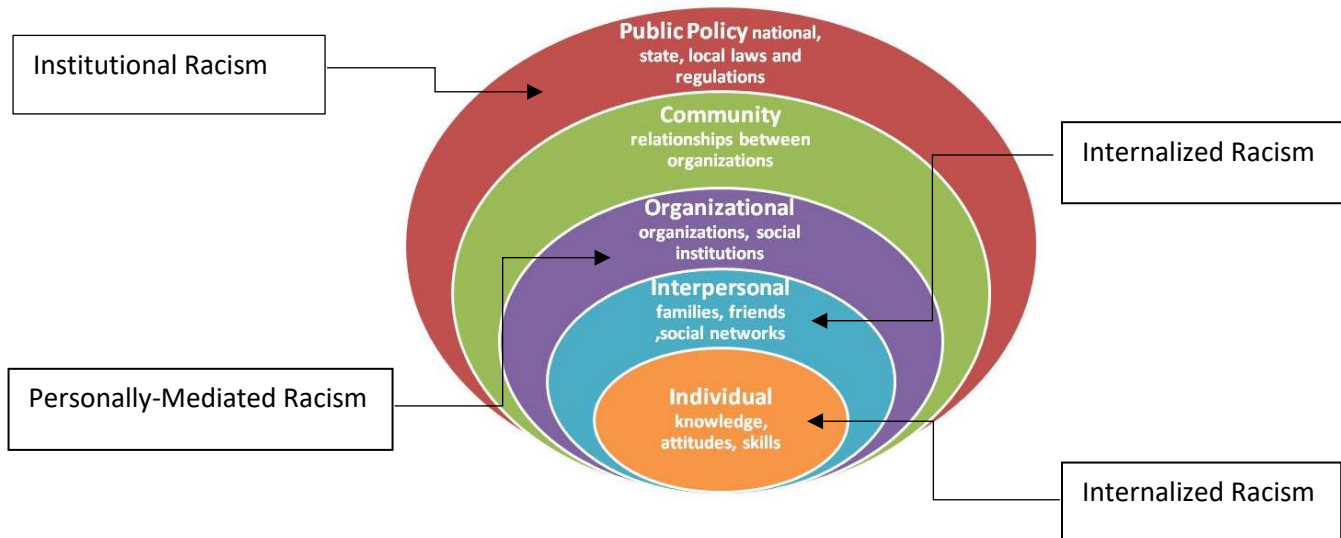 Institutional Racism
Public Policy national,
state, local laws and
regulations
Community
relationships between
organizations
Internalized Racism
Organizational
organizations, social
institutions
Interpersonal
families, friends
,social networks
Personally-Mediated Racism
Individual
knowledge,
attitudes, skills
Internalized Racism